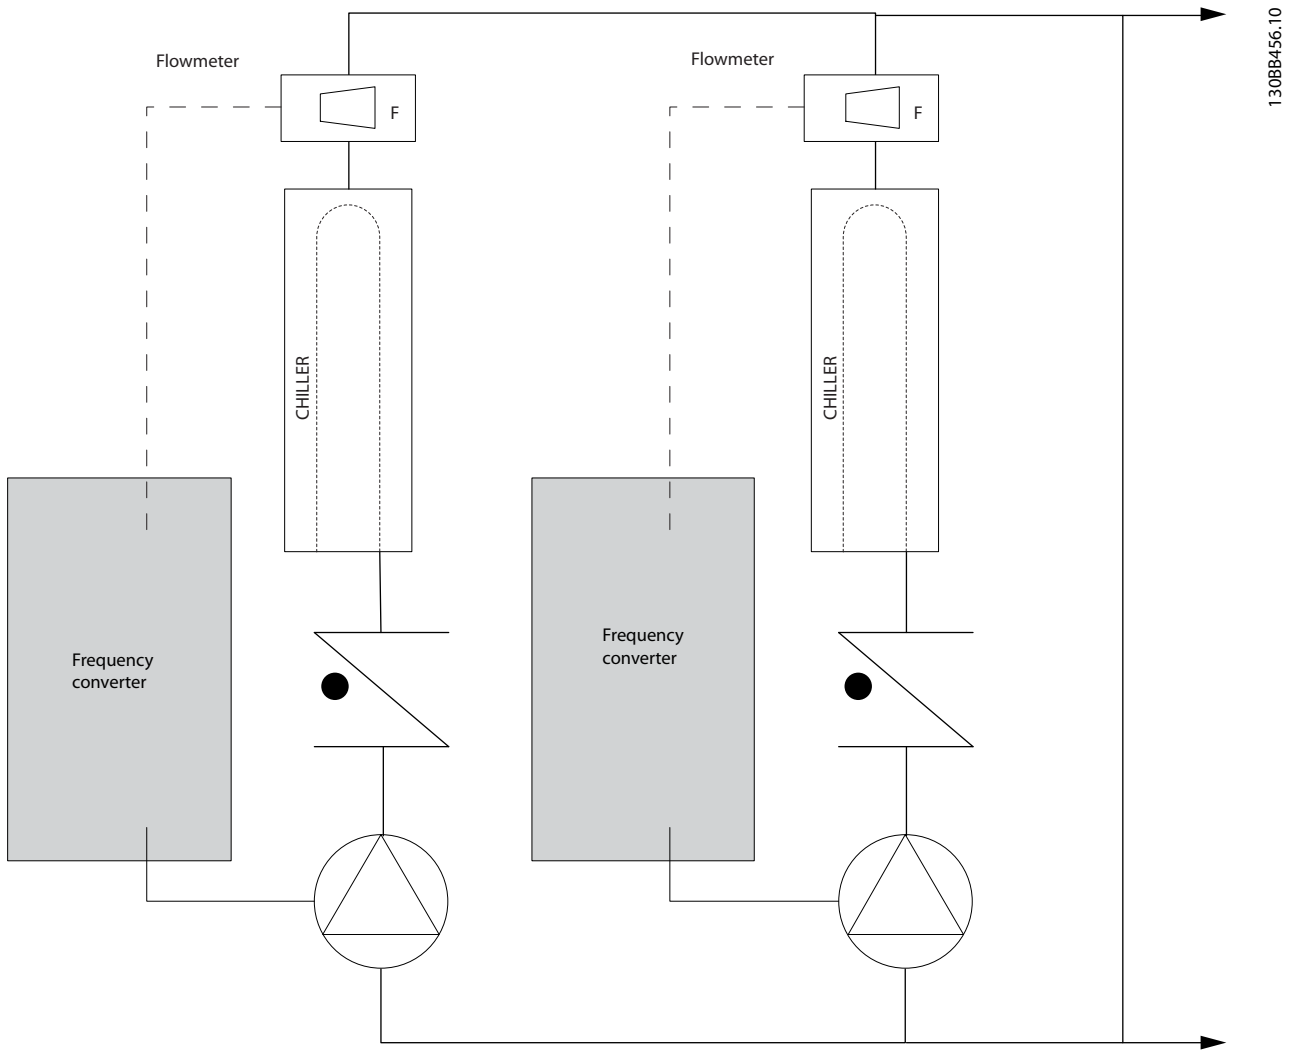 130BB456.10
Flowmeter
Flowmeter
F
F
CHILLER
CHILLER
Frequency
converter
Frequency
converter